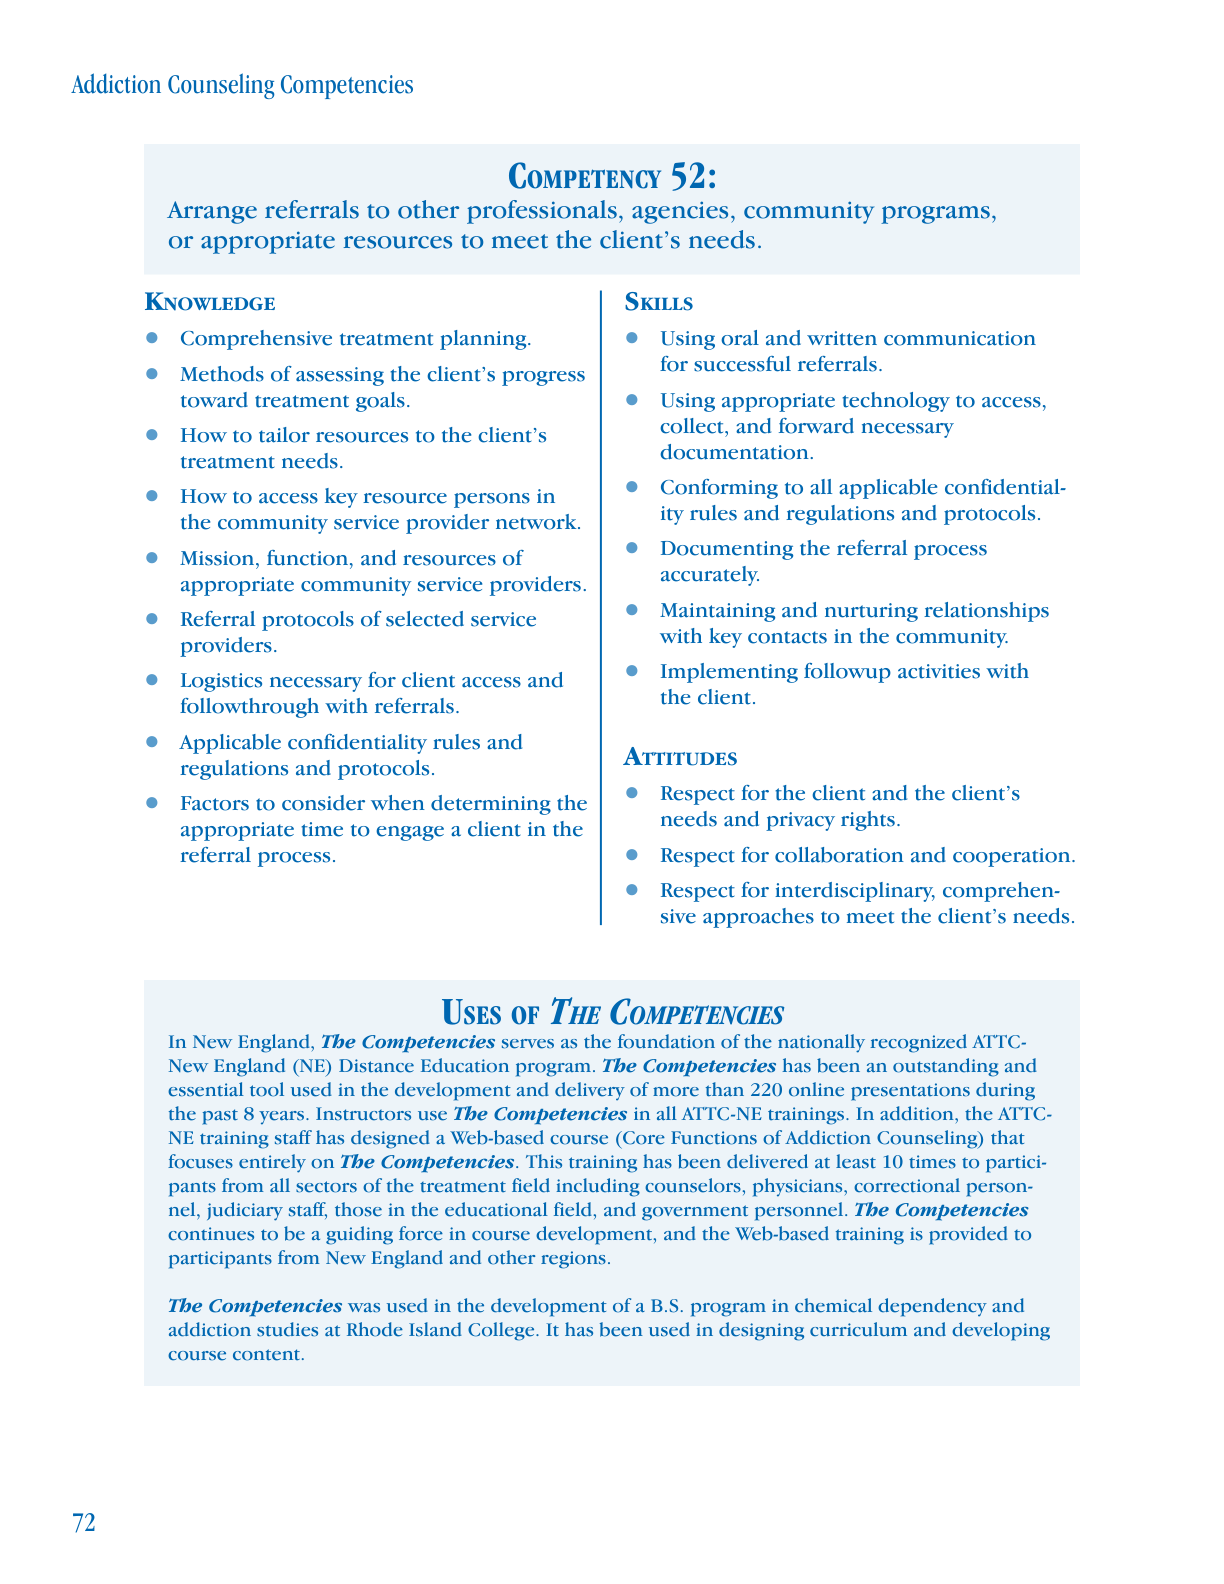 Addiction Counseling Competencies
COMPETENCY 52:
Arrange referrals to other professionals, agencies, community programs,
or appropriate resources to meet the client's needs.
KNOWLEDGE
● Comprehensive treatment planning.
● Methods of assessing the client's progress
toward treatment goals.
● How to tailor resources to the client's
treatment needs.
● How to access key resource persons in
the community service provider network.
● Mission, function, and resources of
appropriate community service providers.
● Referral protocols of selected service
providers.
● Logistics necessary for client access and
followthrough with referrals.
● Applicable confidentiality rules and
regulations and protocols.
● Factors to consider when determining the
appropriate time to engage a client in the
referral process.
SKILLS
● Using oral and written communication
for successful referrals.
● Using appropriate technology to access,
collect, and forward necessary
documentation.
● Conforming to all applicable confidential-
ity rules and regulations and protocols.
● Documenting the referral process
accurately.
● Maintaining and nurturing relationships
with key contacts in the community.
● Implementing followup activities with
the client.
ATTITUDES
● Respect for the client and the client's
needs and privacy rights.
● Respect for collaboration and cooperation.
● Respect for interdisciplinary, comprehen-
sive approaches to meet the client's needs.
USES OF THE COMPETENCIES
In New England, The Competencies serves as the foundation of the nationally recognized ATTC-
New England (NE) Distance Education program. The Competencies has been an outstanding and
essential tool used in the development and delivery of more than 220 online presentations during
the past 8 years. Instructors use The Competencies in all ATTC-NE trainings. In addition, the ATTC-
NE training staff has designed a Web-based course (Core Functions of Addiction Counseling) that
focuses entirely on The Competencies. This training has been delivered at least 10 times to partici-
pants from all sectors of the treatment field including counselors, physicians, correctional person-
nel, judiciary staff, those in the educational field, and government personnel. The Competencies
continues to be a guiding force in course development, and the Web-based training is provided to
participants from New England and other regions.
The Competencies was used in the development of a B.S. program in chemical dependency and
addiction studies at Rhode Island College. It has been used in designing curriculum and developing
course content.
72